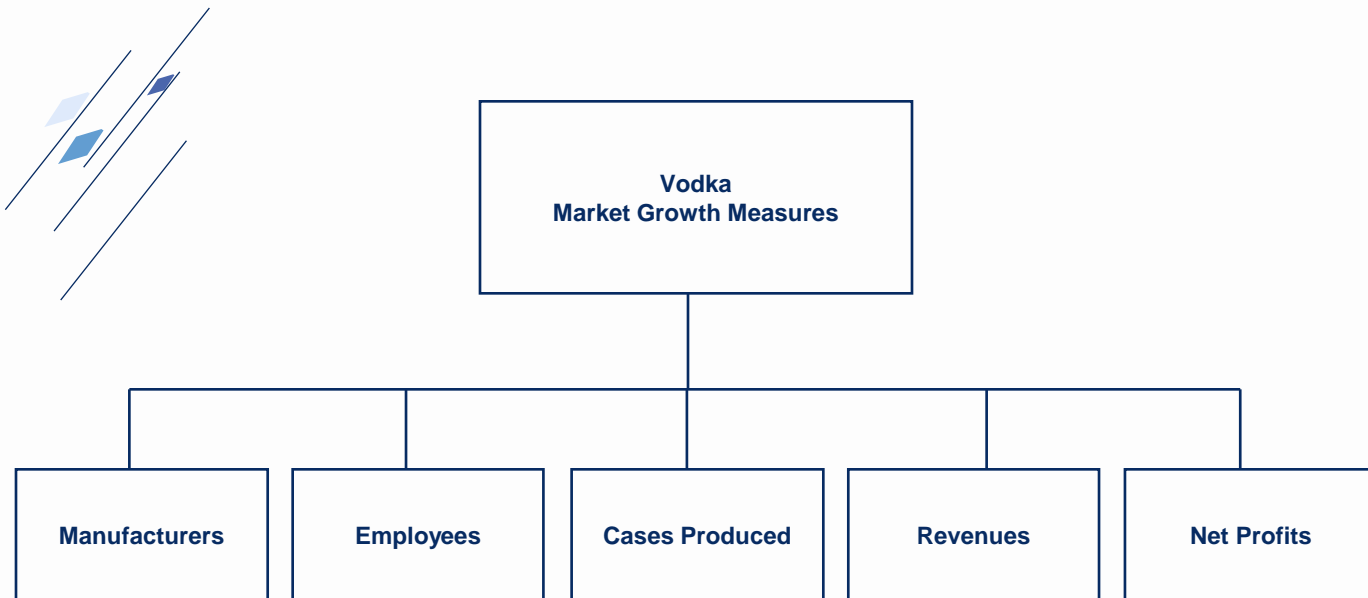 Vodka
Market Growth Measures
Manufacturers
Employees
Cases Produced
Revenues
Net Profits